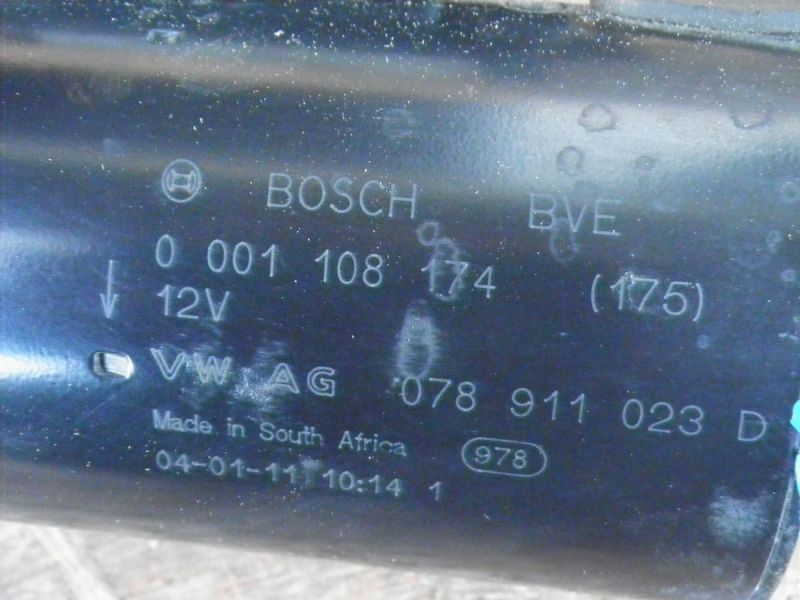 BOSCH BVE
0 001 108 174 (175)
12V
VW AG 078 911 023 D
Made in South Africa 978
04-01-11 10:14 1